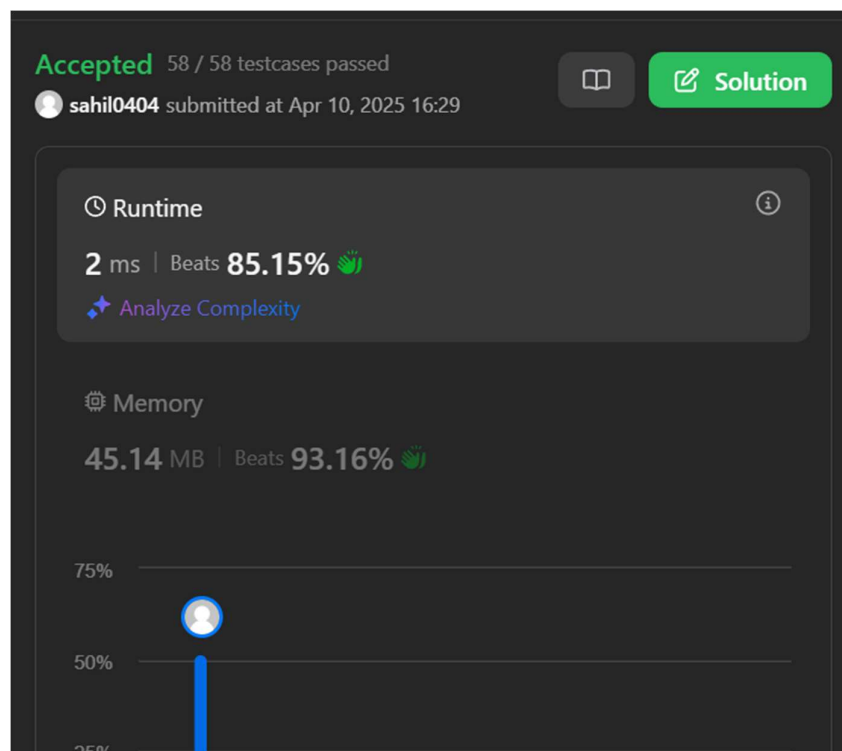 Accepted 58 / 58 testcases passed
sahil0404 submitted at Apr 10, 2025 16:29
Solution
Runtime
2 ms | Beats 85.15%
Analyze Complexity
Memory
45.14 MB | Beats 93.16%
75%
50%
25%